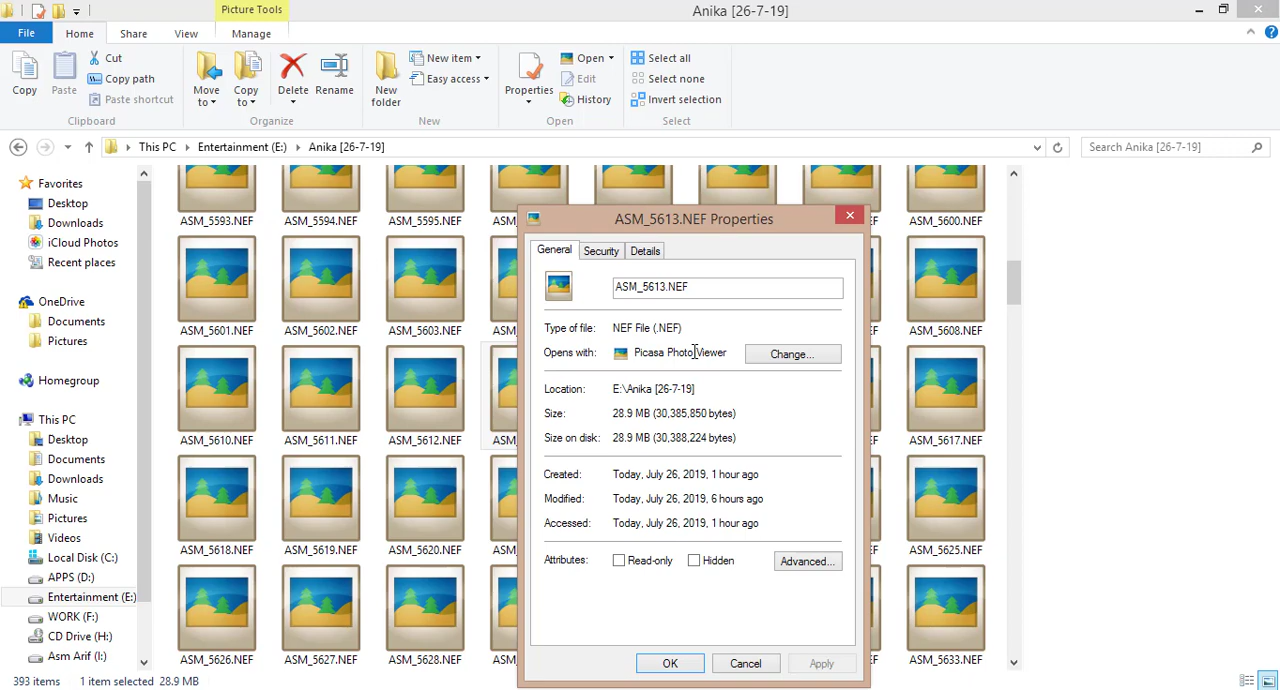 Picture Tools
Anika [26-7-19]
File
Home
Share
View
Manage
Copy
Paste
Cut
Copy path
Paste shortcut
Clipboard
Move to
Copy to
Delete
Rename
Organize
New folder
New item
Easy access
New
Properties
Open
Edit
History
Open
Select all
Select none
Invert selection
Select
This PC
Entertainment (E:)
Anika [26-7-19]
Search Anika [26-7-19]
Favorites
Desktop
Downloads
iCloud Photos
Recent places
OneDrive
Documents
Pictures
Homegroup
This PC
Desktop
Documents
Downloads
Music
Pictures
Videos
Local Disk (C:)
APPS (D:)
Entertainment (E:)
WORK (F:)
CD Drive (H:)
Asm Arif (I:)
ASM_5593.NEF
ASM_5594.NEF
ASM_5595.NEF
ASM_5600.NEF
ASM_5601.NEF
ASM_5602.NEF
ASM_5603.NEF
ASM_5608.NEF
ASM_5610.NEF
ASM_5611.NEF
ASM_5612.NEF
ASM_5617.NEF
ASM_5618.NEF
ASM_5619.NEF
ASM_5620.NEF
ASM_5625.NEF
ASM_5626.NEF
ASM_5627.NEF
ASM_5628.NEF
ASM_5633.NEF
ASM_5613.NEF Properties
General
Security
Details
ASM_5613.NEF
Type of file: NEF File (.NEF)
Opens with: Picasa Photo Viewer
Change...
Location: E:\Anika [26-7-19]
Size: 28.9 MB (30,385,850 bytes)
Size on disk: 28.9 MB (30,388,224 bytes)
Created: Today, July 26, 2019, 1 hour ago
Modified: Today, July 26, 2019, 6 hours ago
Accessed: Today, July 26, 2019, 1 hour ago
Attributes: Read-only Hidden Advanced...
OK
Cancel
Apply
393 items 1 item selected 28.9 MB